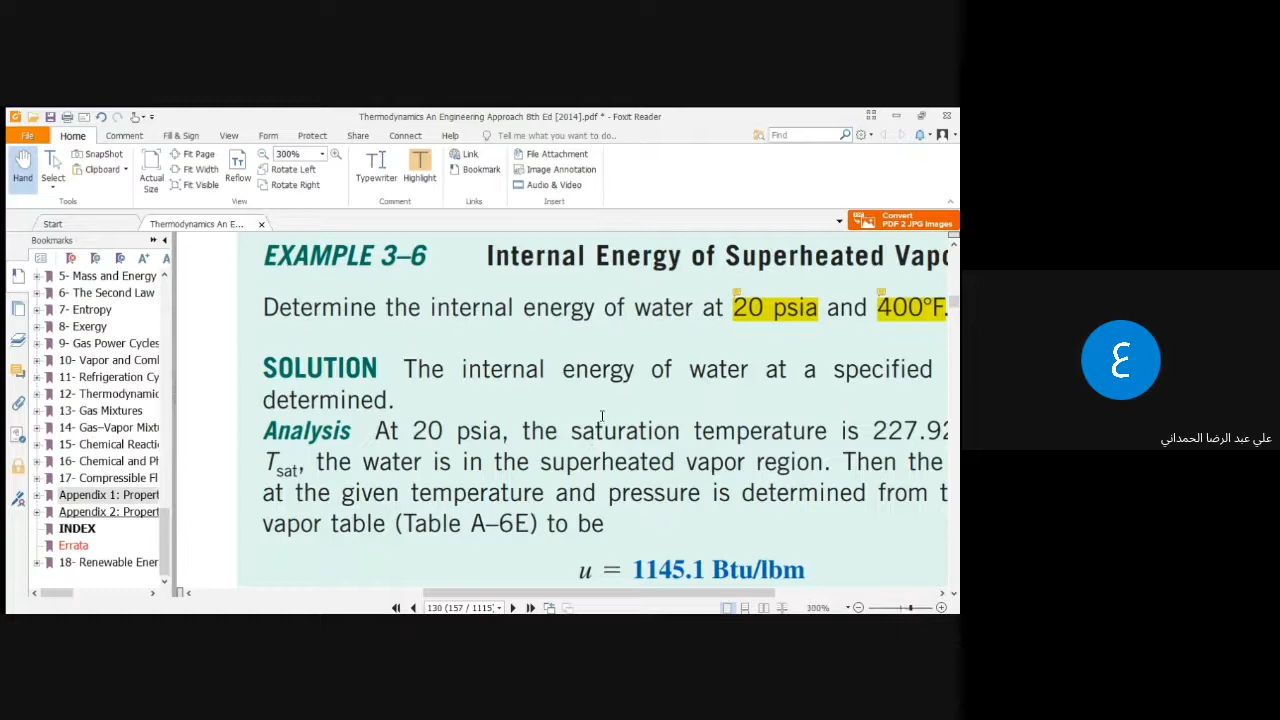 Thermodynamics An Engineering Approach 8th Ed [2014].pdf * - Foxit Reader
File Home Comment Fill & Sign View Form Protect Share Connect Help Tell me what you want to do.. Find
Hand
Select
SnapShot
Clipboard
Tools
Actual Size
Fit Page
Fit Width
Fit Visible
Reflow
300%
Rotate Left
Rotate Right
View
Typewriter
Highlight
Comment
Link
Bookmark
Links
File Attachment
Image Annotation
Audio & Video
Insert
Start
Thermodynamics An E...
Convert
PDF 2 JPG Images
Bookmarks
5- Mass and Energy
6- The Second Law
7- Entropy
8- Exergy
9- Gas Power Cycles
10- Vapor and Comb
11- Refrigeration Cy
12- Thermodynamic
13- Gas Mixtures
14- Gas–Vapor Mixtu
15- Chemical Reacti
16- Chemical and Ph
17- Compressible Fl
Appendix 1: Propert
Appendix 2: Propert
INDEX
Errata
18- Renewable Ener
EXAMPLE 3–6 Internal Energy of Superheated Vapo
Determine the internal energy of water at 20 psia and 400°F.
SOLUTION The internal energy of water at a specified
determined.
Analysis At 20 psia, the saturation temperature is 227.92
Tsat, the water is in the superheated vapor region. Then the
at the given temperature and pressure is determined from t
vapor table (Table A–6E) to be
u = 1145.1 Btu/lbm
130 (157 / 1115)
300%
ع
علي عبد الرضا الحمداني